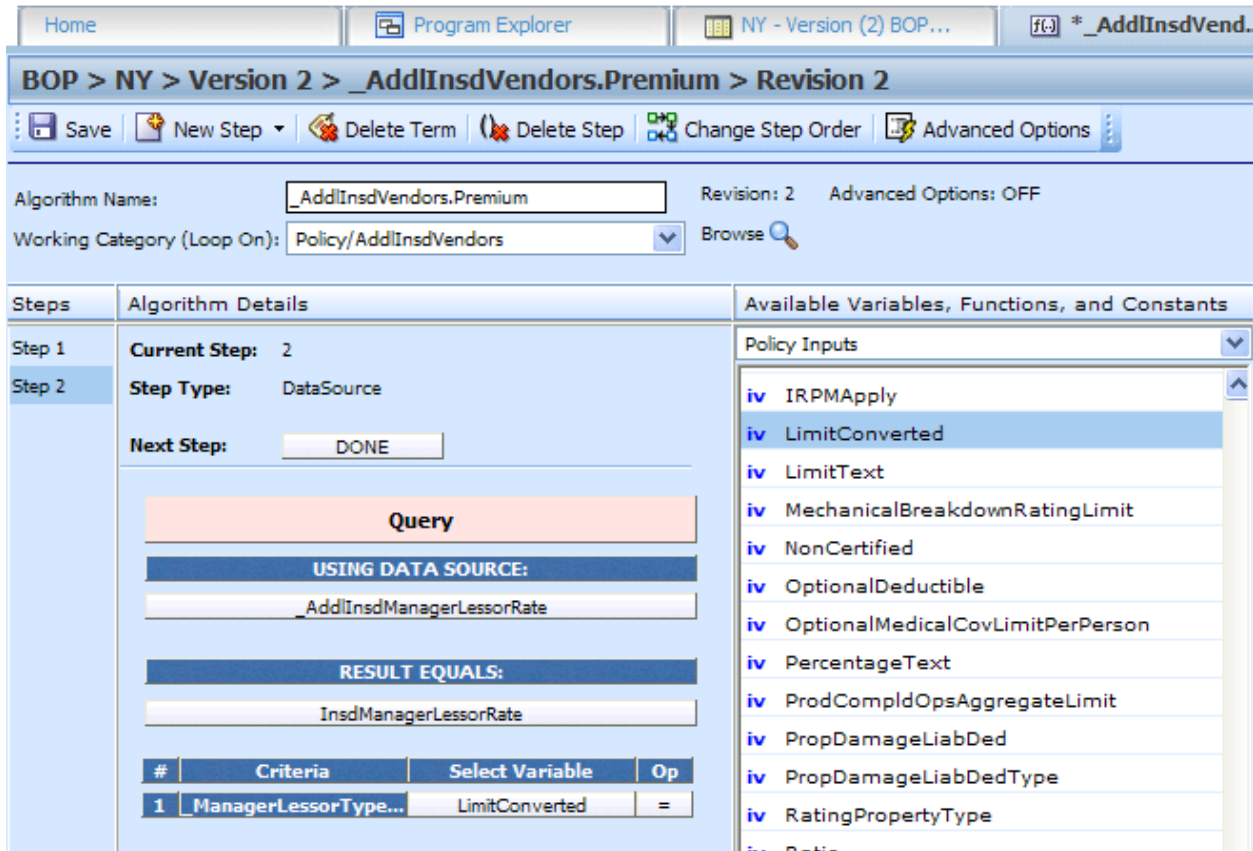 Home
Program Explorer
NY - Version (2) BOP...
f(.) *_AddlInsdVend..
BOP > NY > Version 2 > _AddlInsdVendors.Premium > Revision 2
Save New Step Delete Term Delete Step Change Step Order Advanced Options
Algorithm Name: _AddlInsdVendors.Premium Revision: 2 Advanced Options: OFF
Working Category (Loop On): Policy/AddlInsdVendors Browse
Steps
Step 1
Step 2
Algorithm Details
Current Step: 2
Step Type: DataSource
Next Step: DONE
Query
USING DATA SOURCE:
_AddlInsdManagerLessorRate
RESULT EQUALS:
InsdManagerLessorRate
# Criteria Select Variable Op
1 _ManagerLessorType... LimitConverted =
Available Variables, Functions, and Constants
Policy Inputs
iv IRPMApply
iv LimitConverted
iv LimitText
iv MechanicalBreakdownRatingLimit
iv NonCertified
iv OptionalDeductible
iv OptionalMedicalCovLimitPerPerson
iv PercentageText
iv ProdCompldOpsAggregateLimit
iv PropDamageLiabDed
iv PropDamageLiabDedType
iv RatingPropertyType